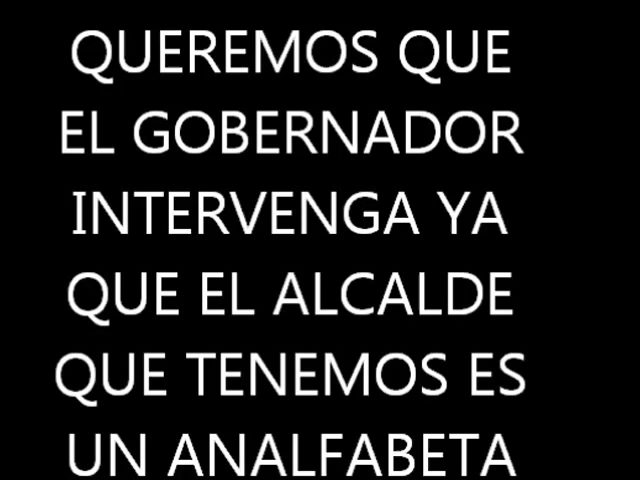 QUEREMOS QUE
EL GOBERNADOR
INTERVENGA YA
QUE EL ALCALDE
QUE TENEMOS ES
UN ANALFABETA